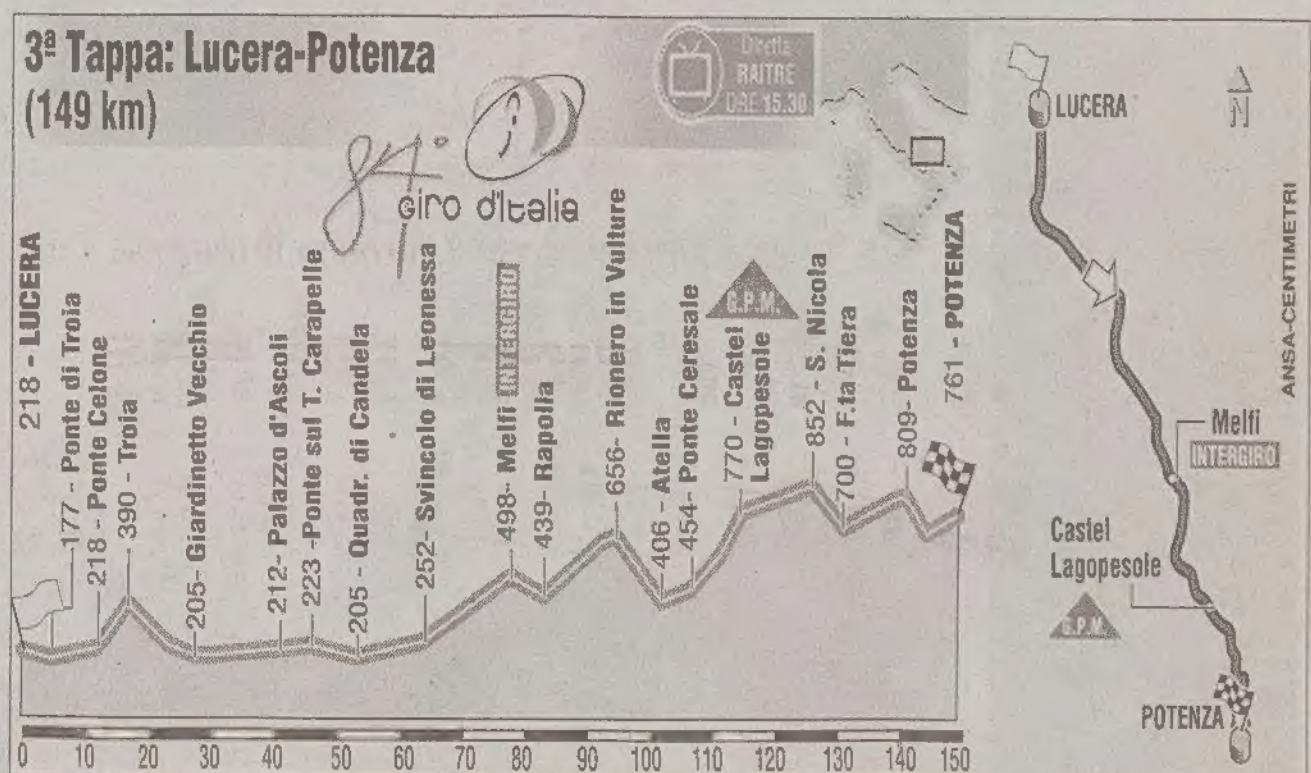 3ª Tappa: Lucera-Potenza
(149 km)
84°
Giro d'Italia
Diretta
RAITRE
ORE 15.30
218 - LUCERA
177 - Ponte di Troia
218 - Ponte Celone
390 - Troia
205- Giardinetto Vecchio
212- Palazzo d'Ascoli
223 -Ponte sul T. Carapelle
205 - Quadr. di Candela
252- Svincolo di Leonessa
498- Melfi INTERGIRO
439- Rapolla
656- Rionero in Vulture
406 - Atella
454- Ponte Ceresale
G.P.M.
770 - Castel
Lagopesole
852 - S. Nicola
700 - F.ta Tiera
809- Potenza
761 - POTENZA
0 10 20 30 40 50 60 70 80 90 100 110 120 130 140 150
LUCERA
N
Melfi
INTERGIRO
Castel
Lagopesole
G.P.M.
POTENZA
ANSA-CENTIMETRI